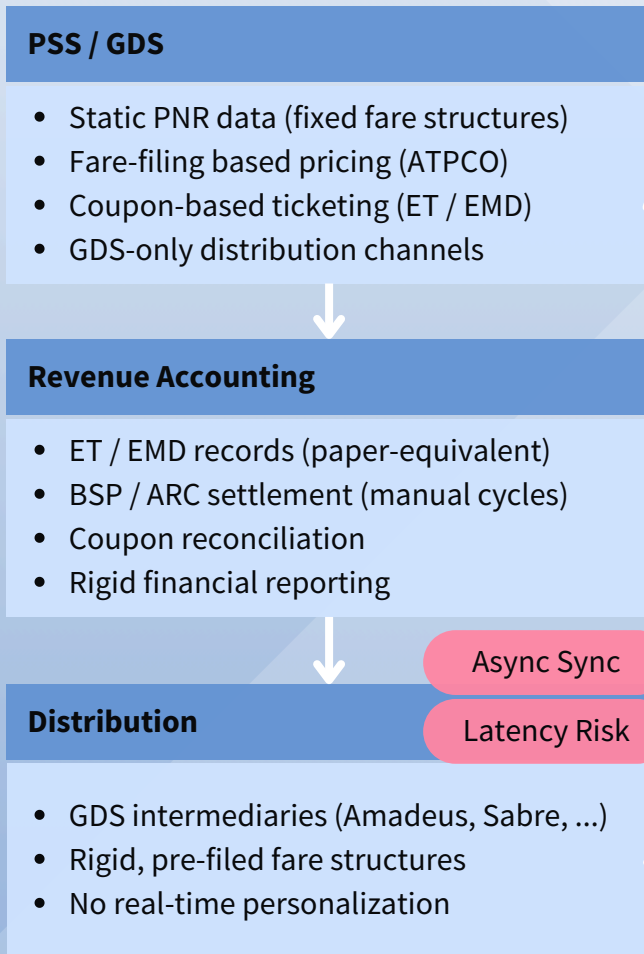 PSS / GDS
• Static PNR data (fixed fare structures)
• Fare-filing based pricing (ATPCO)
• Coupon-based ticketing (ET / EMD)
• GDS-only distribution channels
Revenue Accounting
• ET / EMD records (paper-equivalent)
• BSP / ARC settlement (manual cycles)
• Coupon reconciliation
• Rigid financial reporting
Async Sync
Distribution
Latency Risk
• GDS intermediaries (Amadeus, Sabre, ...)
• Rigid, pre-filed fare structures
• No real-time personalization